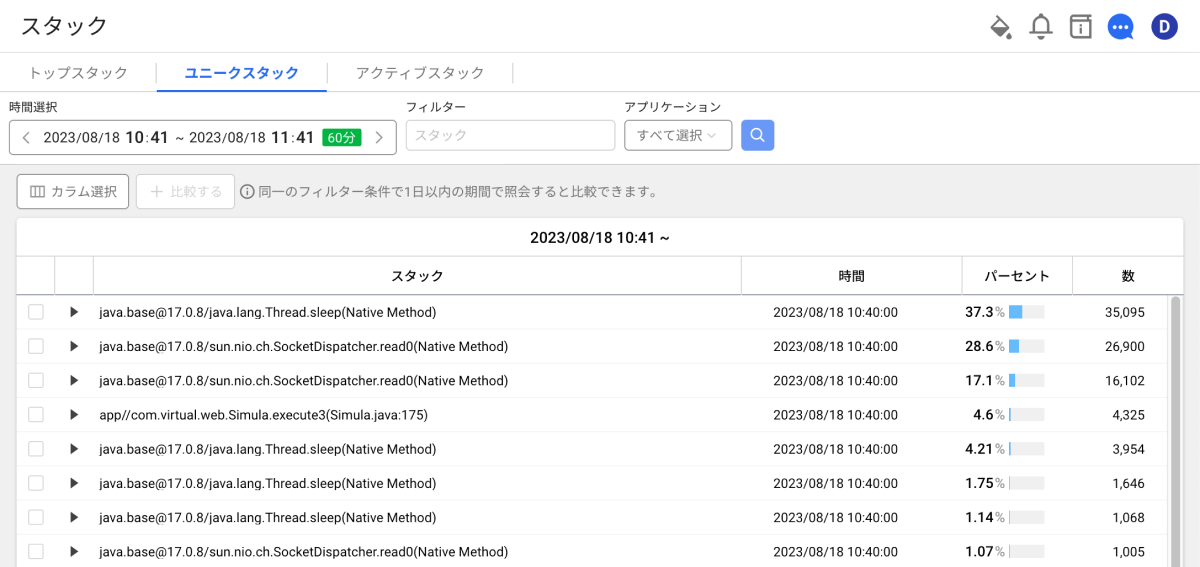 スタック
D
トップスタック ユニークスタック アクティブスタック
時間選択 フィルター アプリケーション
2023/08/18 10:41 ~ 2023/08/18 11:41 60分 スタック すべて選択
カラム選択 + 比較する 同一のフィルター条件で1日以内の期間で照会すると比較できます。
2023/08/18 10:41 ~
スタック 時間 パーセント 数
java.base@17.0.8/java.lang.Thread.sleep(Native Method) 2023/08/18 10:40:00 37.3% 35,095
java.base@17.0.8/sun.nio.ch.SocketDispatcher.read0(Native Method) 2023/08/18 10:40:00 28.6% 26,900
java.base@17.0.8/sun.nio.ch.SocketDispatcher.read0(Native Method) 2023/08/18 10:40:00 17.1% 16,102
app//com.virtual.web.Simula.execute3(Simula.java:175) 2023/08/18 10:40:00 4.6% 4,325
java.base@17.0.8/java.lang.Thread.sleep(Native Method) 2023/08/18 10:40:00 4.21% 3,954
java.base@17.0.8/java.lang.Thread.sleep(Native Method) 2023/08/18 10:40:00 1.75% 1,646
java.base@17.0.8/java.lang.Thread.sleep(Native Method) 2023/08/18 10:40:00 1.14% 1,068
java.base@17.0.8/sun.nio.ch.SocketDispatcher.read0(Native Method) 2023/08/18 10:40:00 1.07% 1,005